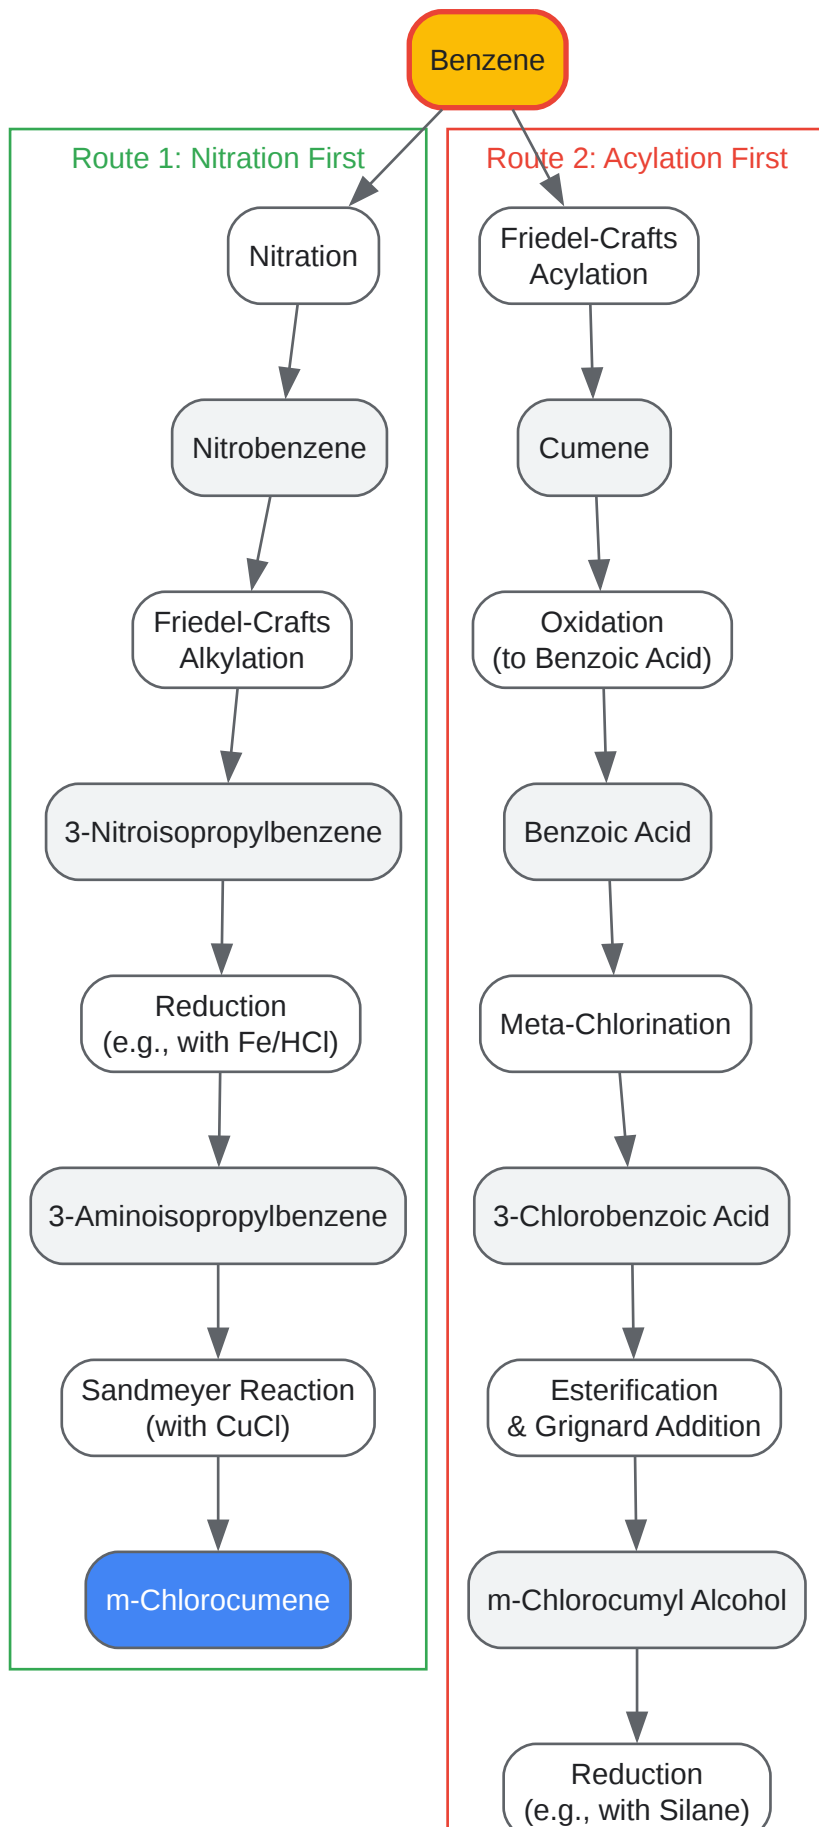 Benzene
Route 1: Nitration First
Nitration
Nitrobenzene
Friedel-Crafts
Alkylation
3-Nitroisopropylbenzene
Reduction
(e.g., with Fe/HCl)
3-Aminoisopropylbenzene
Sandmeyer Reaction
(with CuCl)
m-Chlorocumene
Route 2: Acylation First
Friedel-Crafts
Acylation
Cumene
Oxidation
(to Benzoic Acid)
Benzoic Acid
Meta-Chlorination
3-Chlorobenzoic Acid
Esterification
& Grignard Addition
m-Chlorocumyl Alcohol
Reduction
(e.g., with Silane)